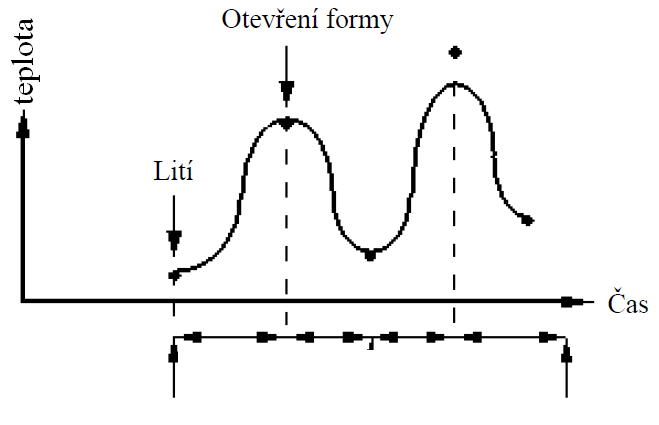 Otevření formy
teplota
Lití
Čas